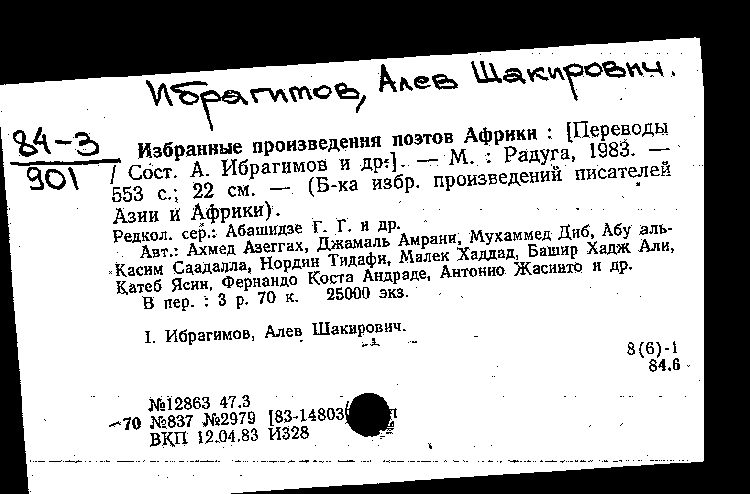 Ибрагимов, Алев Шакирович.
84-3
901
Избранные произведения поэтов Африки : [Переводы
/ Сост. А. Ибрагимов и др.]. — М. : Радуга, 1983. —
553 с.; 22 см. — (Б-ка избр. произведений писателей
Азии и Африки).
Редкол. сер.: Абашидзе Г. Г. и др.
Авт.: Ахмед Азеггах, Джамаль Амрани, Мухаммед Диб, Абу аль-
Касим Саадалла, Нордин Тидафи, Малек Хаддад, Башир Хадж Али,
Катеб Ясин, Фернандо Коста Андраде, Антонио Жасинто и др.
В пер. : 3 р. 70 к. 25000 экз.
I. Ибрагимов, Алев Шакирович.
8(6)-1
84.6
№12863 47.3
—70 №837 №2979 [83-14803
ВКП 12.04.83 И328